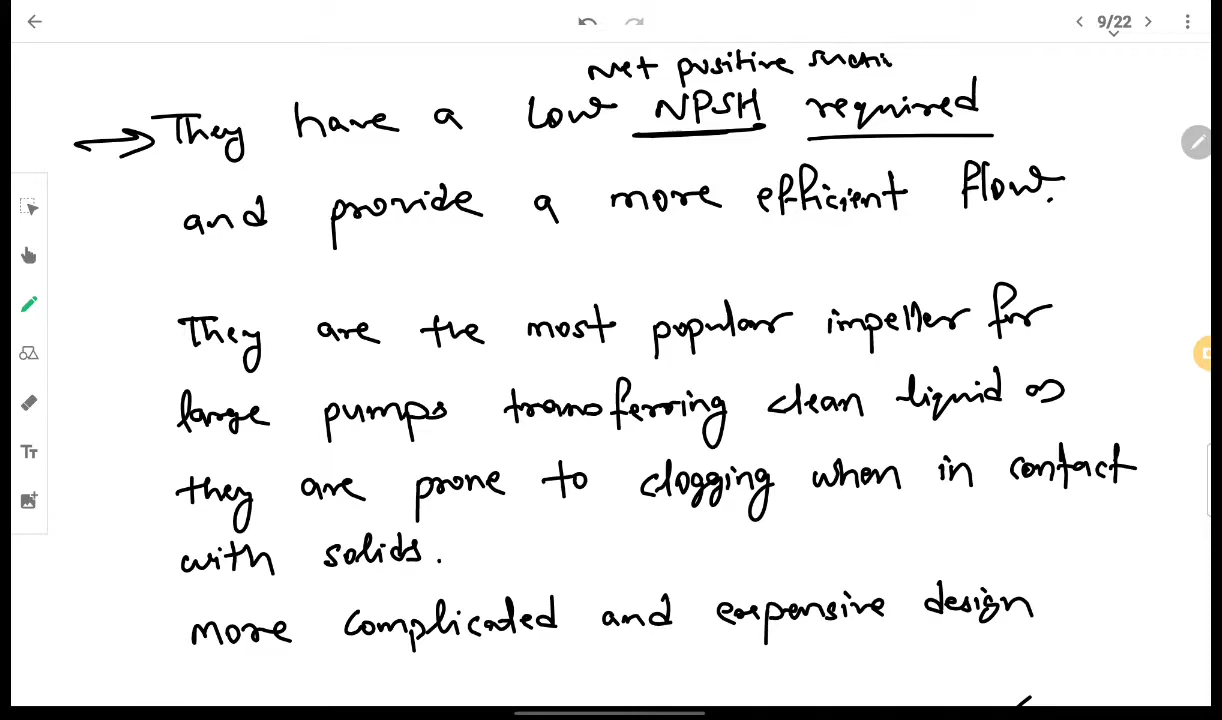 9/22
Net positive sucti
→ They have a low NPSH required
and provide a more efficient flow.
They are the most popular impeller for
large pumps transferring clean liquid as
they are prone to clogging when in contact
with solids.
more complicated and expensive design
Tт